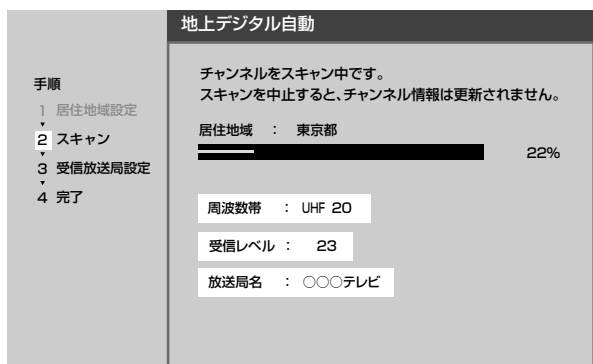 地上デジタル自動
手順
1 居住地域設定
2 スキャン
3 受信放送局設定
4 完了
チャンネルをスキャン中です。
スキャンを中止すると、チャンネル情報は更新されません。
居住地域 : 東京都
22%
周波数帯 : UHF 20
受信レベル : 23
放送局名 : ○○○テレビ